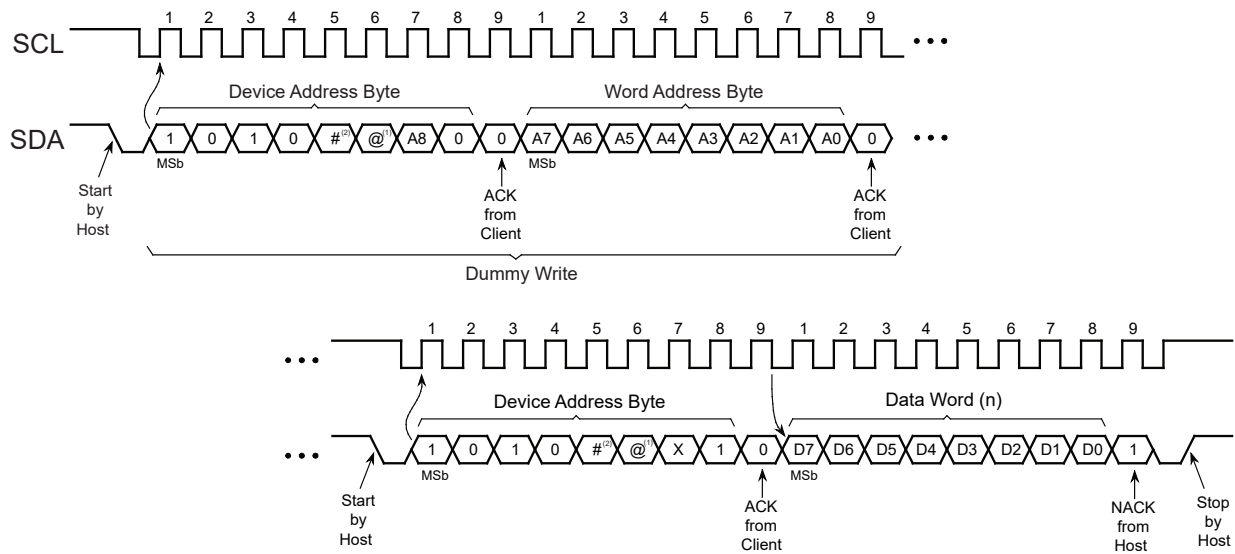 1 2 3 4 5 6 7 8 9 1 2 3 4 5 6 7 8 9
SCL
Device Address Byte Word Address Byte
SDA 1 0 1 0 #(2) @(1) A8 0 0 A7 A6 A5 A4 A3 A2 A1 A0 0
MSb MSb
Start
by
Host
ACK
from
Client
ACK
from
Client
Dummy Write
1 2 3 4 5 6 7 8 9 1 2 3 4 5 6 7 8 9
Device Address Byte Data Word (n)
1 0 1 0 #(2) @(1) X 1 0 D7 D6 D5 D4 D3 D2 D1 D0 1
MSb MSb
Start
by
Host
ACK
from
Client
NACK
from
Host
Stop
by
Host